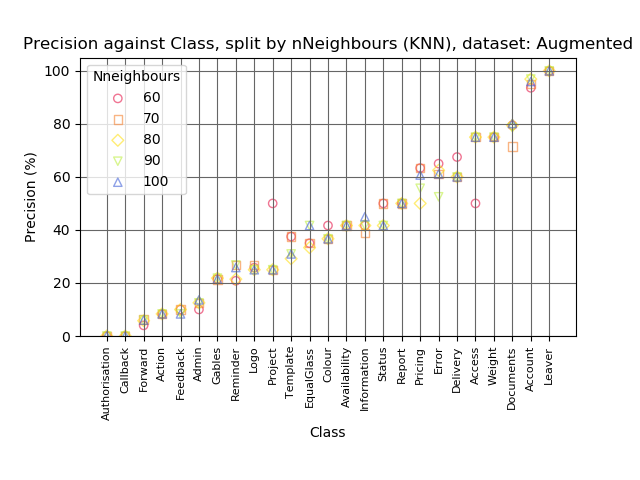 Precision against Class, split by nNeighbours (KNN), dataset: Augmented
Nneighbours
60
70
80
90
100
Precision (%)
100
80
60
40
20
0
Authorisation
Callback
Forward
Action
Feedback
Admin
Gables
Reminder
Logo
Project
Template
EqualGlass
Colour
Availability
Information
Status
Report
Pricing
Error
Delivery
Access
Weight
Documents
Account
Leaver
Class